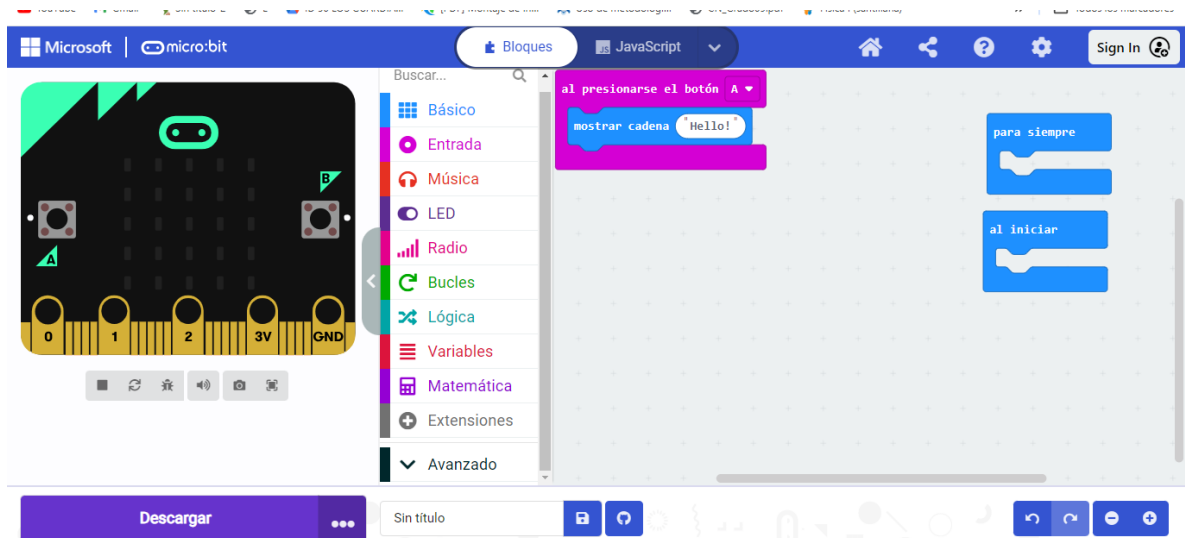 Microsoft
micro:bit
Bloques
JS JavaScript
Sign In
Buscar...
Básico
Entrada
Música
LED
Radio
Bucles
Lógica
Variables
Matemática
Extensiones
Avanzado
A
B
0 1 2 3V GND
al presionarse el botón A
mostrar cadena "Hello!"
para siempre
al iniciar
Descargar
Sin título